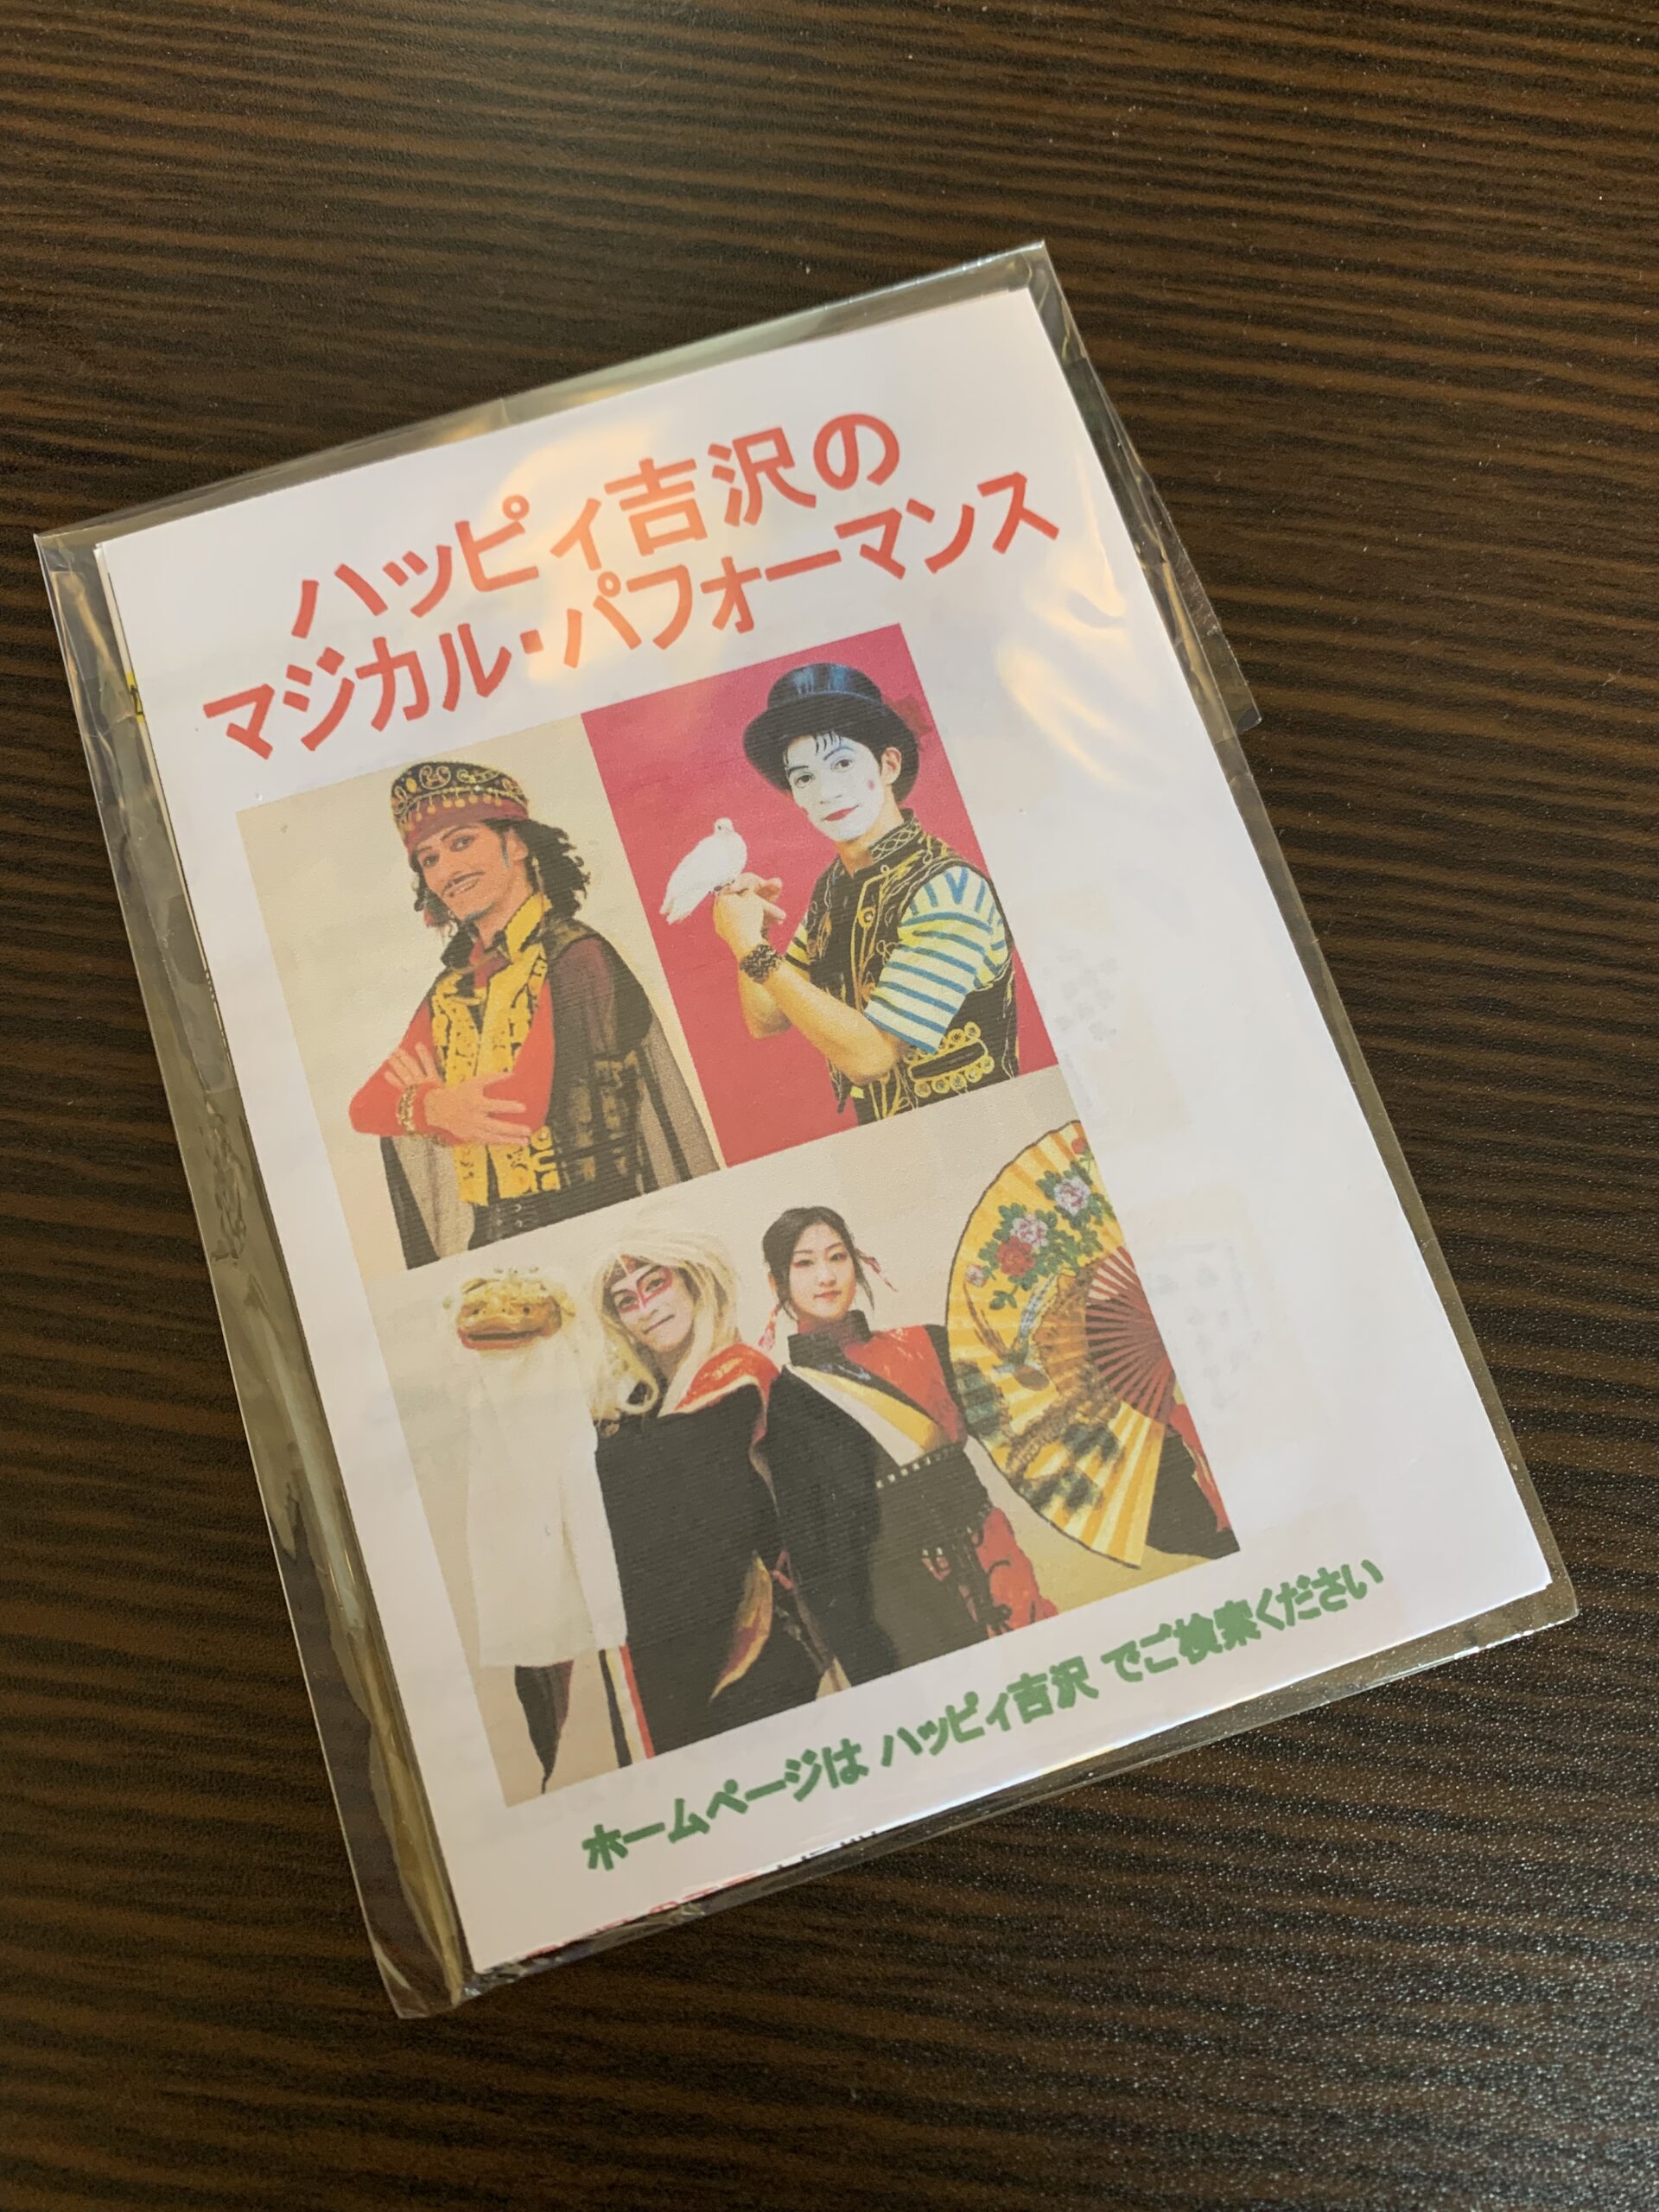 ハッピィ吉沢の
マジカル・パフォーマンス
ホームページは ハッピィ吉沢 でご検索ください